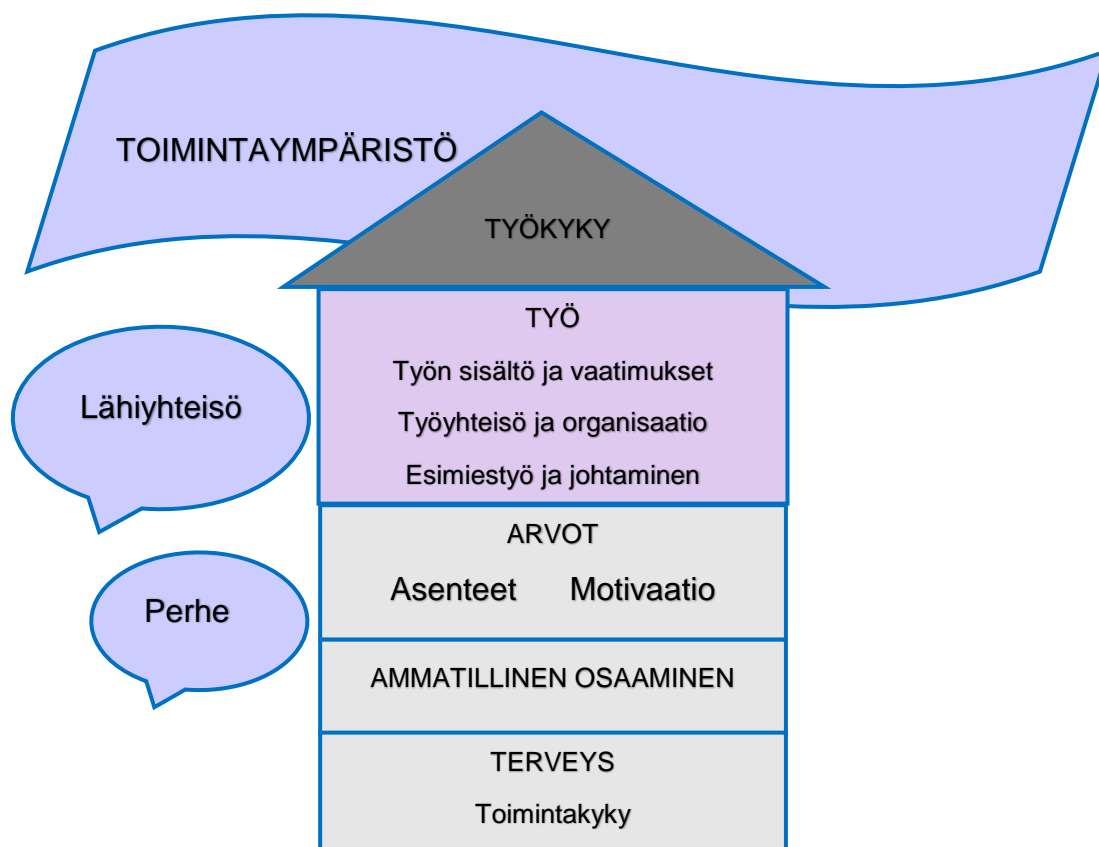 TOIMINTAYMPÄRISTÖ
TYÖKYKY
TYÖ
Työn sisältö ja vaatimukset
Työyhteisö ja organisaatio
Esimiestyö ja johtaminen
Lähiyhteisö
ARVOT
Asenteet Motivaatio
Perhe
AMMATILLINEN OSAAMINEN
TERVEYS
Toimintakyky